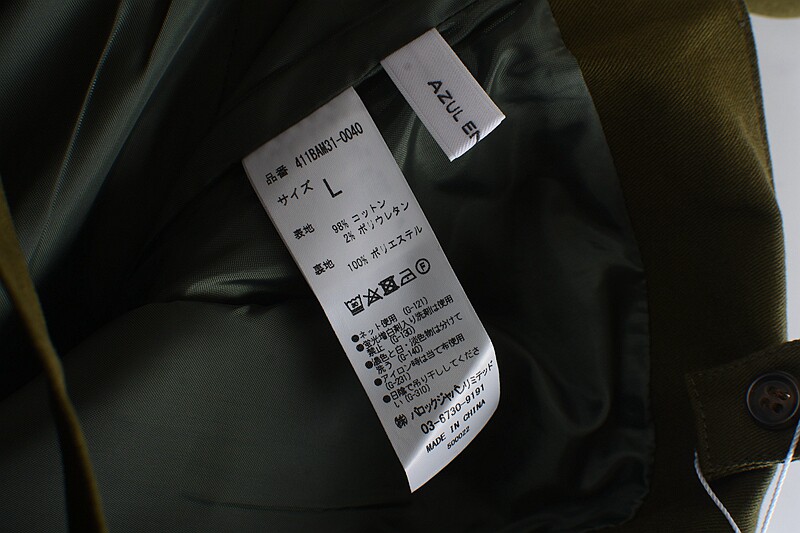 AZUL EN
品番 411BAM31-0040
サイズ L
表地 98% コットン
2% ポリウレタン
裏地 100% ポリエステル
●ネット使用 (G-121)
●蛍光増白剤入り洗剤は使用
禁止 (G-130)
●濃色と白・淡色物は分けて
洗う (G-140)
●アイロン時は当て布使用
(G-231)
●日陰で吊り干ししてくださ
い (G-310)
㈱ バロックジャパンリミテッド
03-6730-9191
MADE IN CHINA
500022